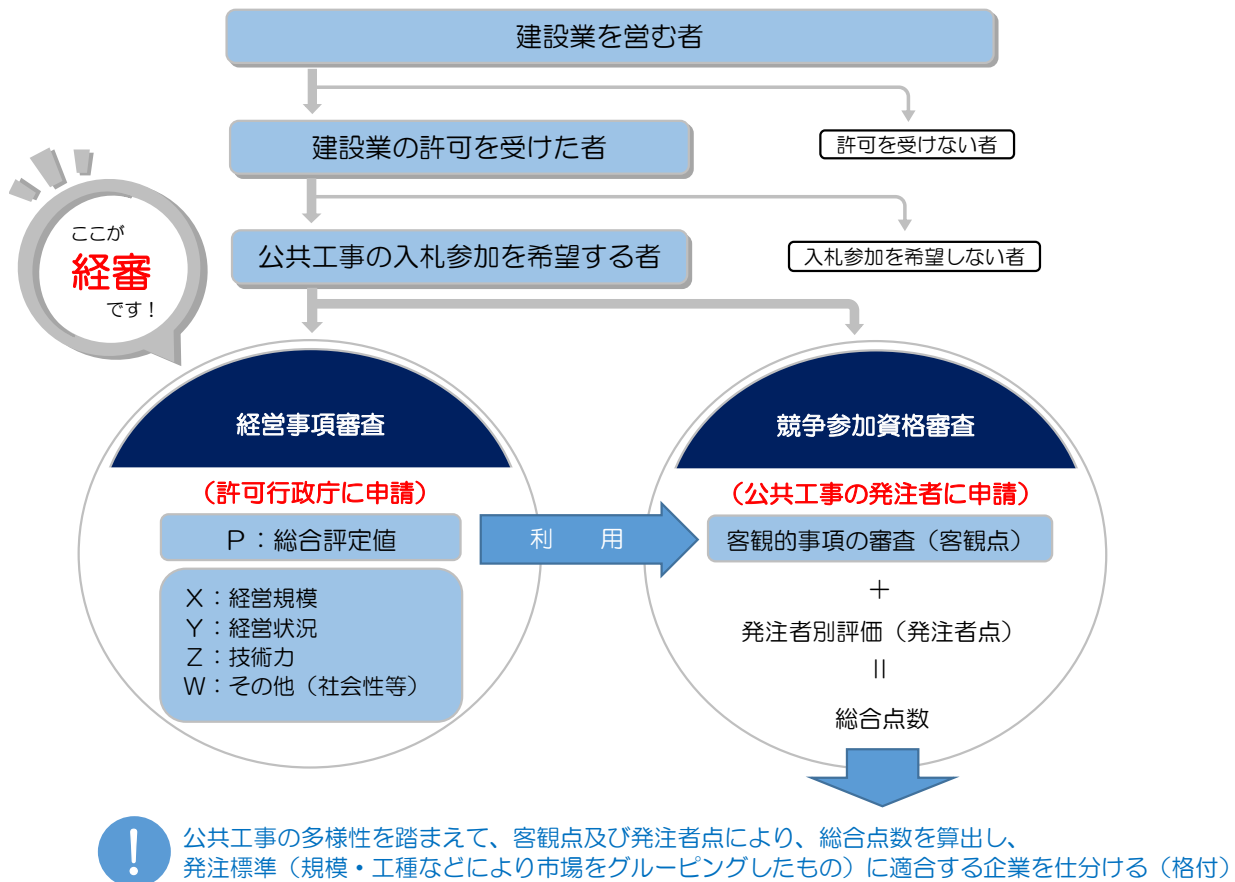 建設業を営む者
建設業の許可を受けた者
許可を受けない者
ここが
経審
です！
公共工事の入札参加を希望する者
入札参加を希望しない者
経営事項審査
（許可行政庁に申請）
P：総合評定値
X：経営規模
Y：経営状況
Z：技術力
W：その他（社会性等）
利　用
競争参加資格審査
（公共工事の発注者に申請）
客観的事項の審査（客観点）
＋
発注者別評価（発注者点）
＝
総合点数
！
公共工事の多様性を踏まえて、客観点及び発注者点により、総合点数を算出し、
発注標準（規模・工種などにより市場をグルーピングしたもの）に適合する企業を仕分ける（格付）